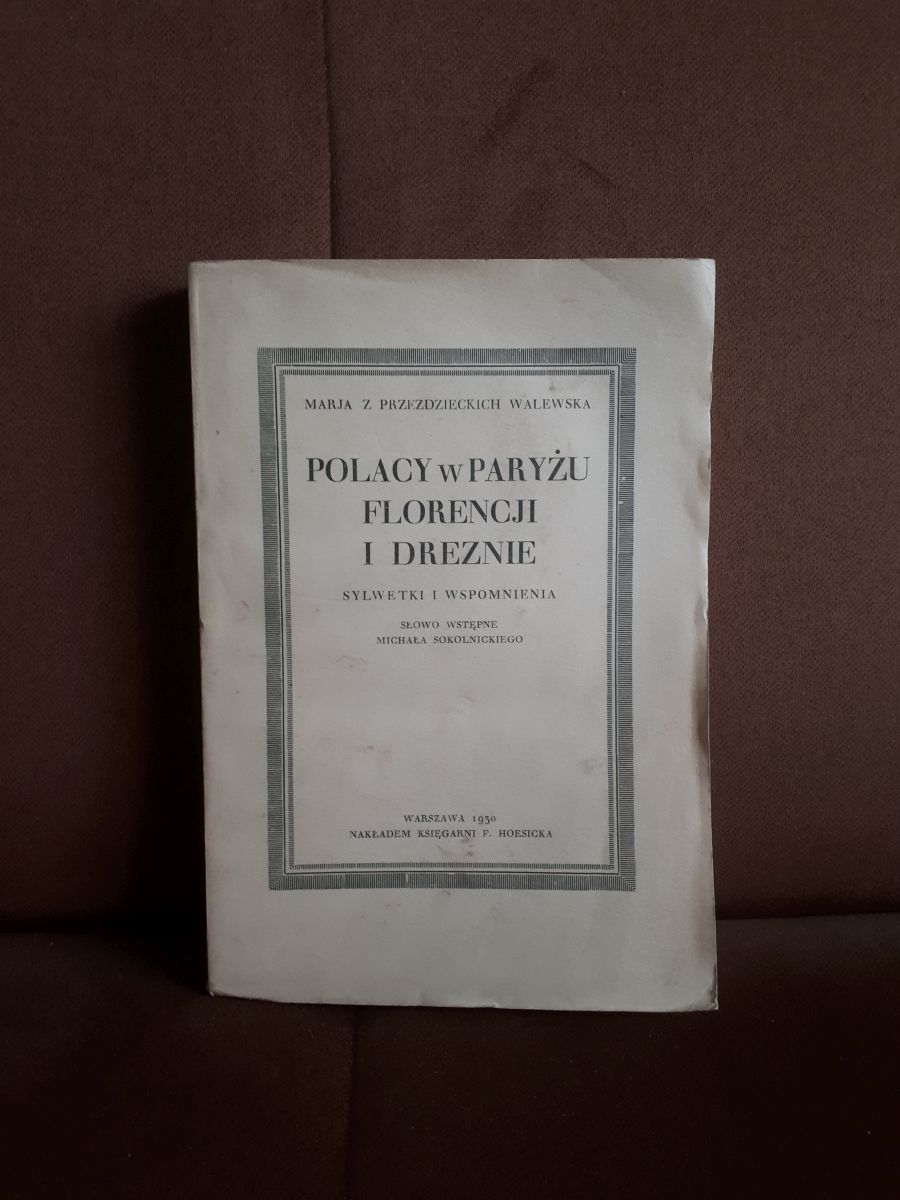 MARJA Z PRZEZDZIECKICH WALEWSKA
POLACY W PARYŻU
FLORENCJI
I DREZNIE
SYLWETKI I WSPOMNIENIA
SŁOWO WSTĘPNE
MICHAŁA SOKOLNICKIEGO
WARSZAWA 1930
NAKŁADEM KSIĘGARNI F. HOESICKA